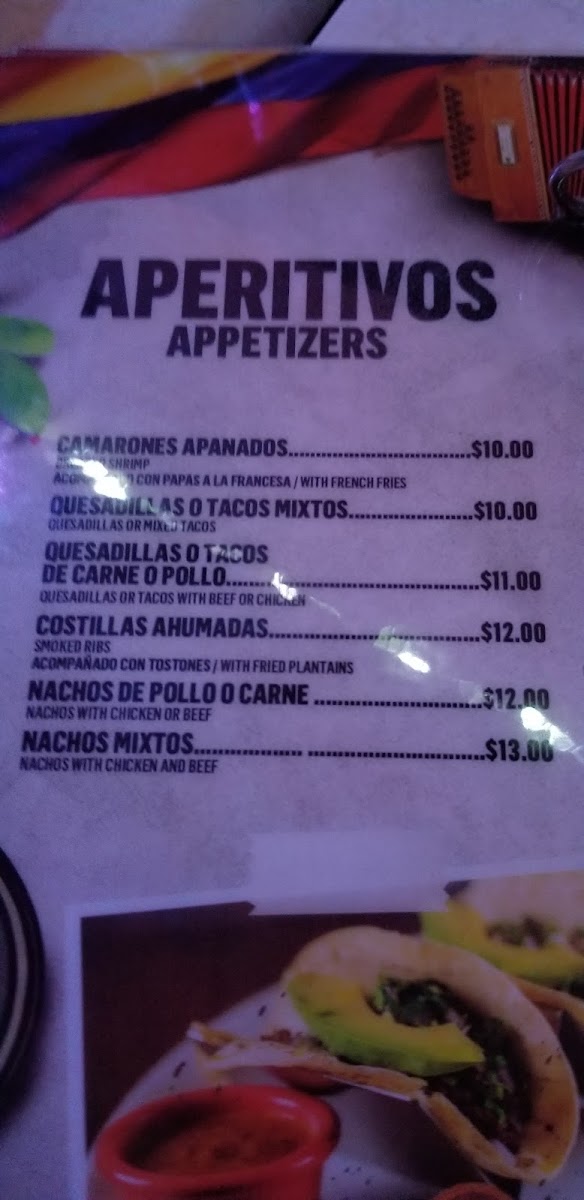 APERITIVOS
APPETIZERS
CAMARONES APANADOS..................................$10.00
SHRIMP
CON PAPAS A LA FRANCESA / WITH FRENCH FRIES
QUESADILLAS O TACOS MIXTOS.......................$10.00
QUESADILLAS OR MIXED TACOS
QUESADILLAS O TACOS
DE CARNE O POLLO................................................$11.00
QUESADILLAS OR TACOS WITH BEEF OR CHICKEN
COSTILLAS AHUMADAS........................................$12.00
SMOKED RIBS
ACOMPAÑADO CON TOSTONES / WITH FRIED PLANTAINS
NACHOS DE POLLO O CARNE ................................$12.00
NACHOS WITH CHICKEN OR BEEF
NACHOS MIXTOS.................... .................................$13.00
NACHOS WITH CHICKEN AND BEEF